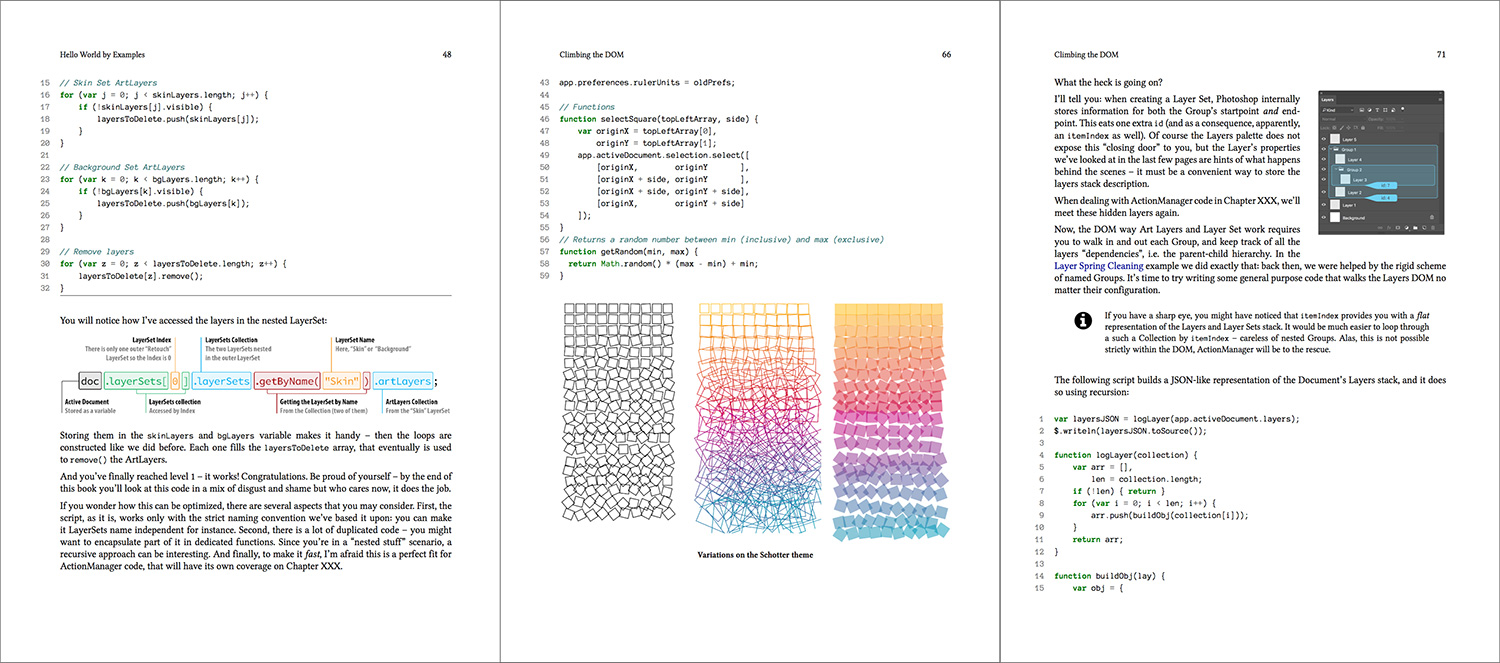 Hello World by Examples 48
15 // Skin Set ArtLayers
16 for (var j = 0; j < skinLayers.length; j++) {
17 if (!skinLayers[j].visible) {
18 layersToDelete.push(skinLayers[j]);
19 }
20 }
21
22 // Background Set ArtLayers
23 for (var k = 0; k < bgLayers.length; k++) {
24 if (!bgLayers[k].visible) {
25 layersToDelete.push(bgLayers[k]);
26 }
27 }
28
29 // Remove layers
30 for (var z = 0; z < layersToDelete.length; z++) {
31 layersToDelete[z].remove();
32 }
You will notice how I've accessed the layers in the nested LayerSet:
LayerSet Index
There is only one outer "Retouch"
LayerSet so the Index is 0
LayerSets Collection
The two LayerSets nested
in the outer LayerSet
LayerSet Name
Here, "Skin" or "Background"
doc .layerSets[ 0 ] .layerSets .getByName( "Skin" ) .artLayers ;
Active Document
Stored as a variable
LayerSets collection
Accessed by Index
Getting the LayerSet by Name
From the Collection (two of them)
ArtLayers Collection
From the "Skin" LayerSet
Storing them in the skinLayers and bgLayers variable makes it handy – then the loops are
constructed like we did before. Each one fills the layersToDelete array, that eventually is used
to remove() the ArtLayers.
And you've finally reached level 1 – it works! Congratulations. Be proud of yourself – by the end of
this book you'll look at this code in a mix of disgust and shame but who cares now, it does the job.
If you wonder how this can be optimized, there are several aspects that you may consider. First, the
script, as it is, works only with the strict naming convention we've based it upon: you can make
it LayerSets name independent for instance. Second, there is a lot of duplicated code – you might
want to encapsulate part of it in dedicated functions. Since you're in a "nested stuff" scenario, a
recursive approach can be interesting. And finally, to make it fast, I'm afraid this is a perfect fit for
ActionManager code, that will have its own coverage on Chapter XXX.
Climbing the DOM 66
43 app.preferences.rulerUnits = oldPrefs;
44
45 // Functions
46 function selectSquare(topLeftArray, side) {
47 var originX = topLeftArray[0],
48 originY = topLeftArray[1];
49 app.activeDocument.selection.select([
50 [originX, originY ],
51 [originX + side, originY ],
52 [originX + side, originY + side],
53 [originX, originY + side]
54 ]);
55 }
56 // Returns a random number between min (inclusive) and max (exclusive)
57 function getRandom(min, max) {
58 return Math.random() * (max - min) + min;
59 }
Variations on the Schotter theme
Climbing the DOM 71
What the heck is going on?
I'll tell you: when creating a Layer Set, Photoshop internally
stores information for both the Group's startpoint and end-
point. This eats one extra id (and as a consequence, apparently,
an itemIndex as well). Of course the Layers palette does not
expose this "closing door" to you, but the Layer's properties
we've looked at in the last few pages are hints of what happens
behind the scenes – it must be a convenient way to store the
layers stack description.
When dealing with ActionManager code in Chapter XXX, we'll
meet these hidden layers again.
Now, the DOM way Art Layers and Layer Set work requires
you to walk in and out each Group, and keep track of all the
layers "dependencies", i.e. the parent-child hierarchy. In the
Layer Spring Cleaning example we did exactly that: back then, we were helped by the rigid scheme
of named Groups. It's time to try writing some general purpose code that walks the Layers DOM no
matter their configuration.
Layers
Layer 5
Group 1
Layer 4
Group 2
Layer 3
Layer 2
Layer 1
Background
If you have a sharp eye, you might have noticed that itemIndex provides you with a flat
representation of the Layers and Layer Sets stack. It would be much easier to loop through
a such a Collection by itemIndex – careless of nested Groups. Alas, this is not possible
strictly within the DOM, ActionManager will be to the rescue.
The following script builds a JSON-like representation of the Document's Layers stack, and it does
so using recursion:
1 var layersJSON = logLayer(app.activeDocument.layers);
2 $.writeln(layersJSON.toSource());
3
4 function logLayer(collection) {
5 var arr = [],
6 len = collection.length;
7 if (!len) { return }
8 for (var i = 0; i < len; i++) {
9 arr.push(buildObj(collection[i]));
10 }
11 return arr;
12 }
13
14 function buildObj(lay) {
15 var obj = {